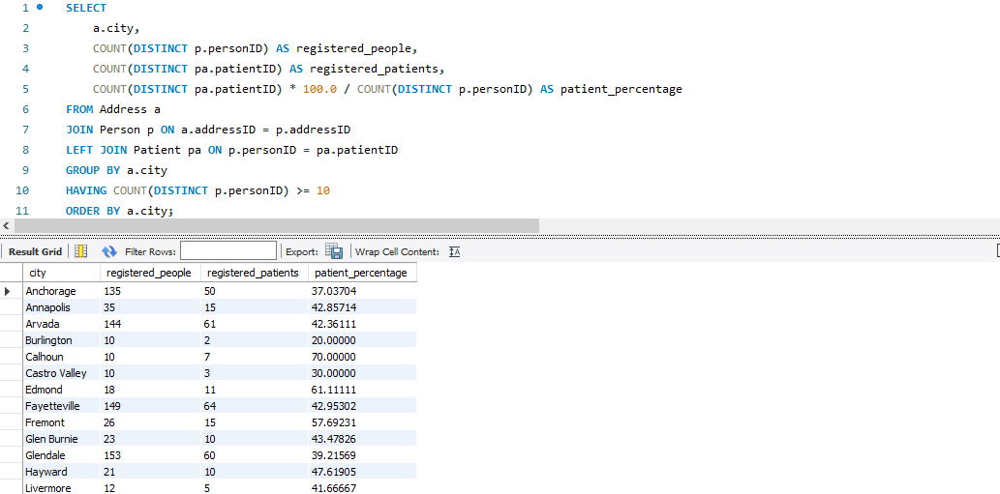 1 SELECT
2 a.city,
3 COUNT(DISTINCT p.personID) AS registered_people,
4 COUNT(DISTINCT pa.patientID) AS registered_patients,
5 COUNT(DISTINCT pa.patientID) * 100.0 / COUNT(DISTINCT p.personID) AS patient_percentage
6 FROM Address a
7 JOIN Person p ON a.addressID = p.addressID
8 LEFT JOIN Patient pa ON p.personID = pa.patientID
9 GROUP BY a.city
10 HAVING COUNT(DISTINCT p.personID) >= 10
11 ORDER BY a.city;
Result Grid Filter Rows: Export: Wrap Cell Content:
city registered_people registered_patients patient_percentage
Anchorage 135 50 37.03704
Annapolis 35 15 42.85714
Arvada 144 61 42.36111
Burlington 10 2 20.00000
Calhoun 10 7 70.00000
Castro Valley 10 3 30.00000
Edmond 18 11 61.11111
Fayetteville 149 64 42.95302
Fremont 26 15 57.69231
Glen Burnie 23 10 43.47826
Glendale 153 60 39.21569
Hayward 21 10 47.61905
Livermore 12 5 41.66667